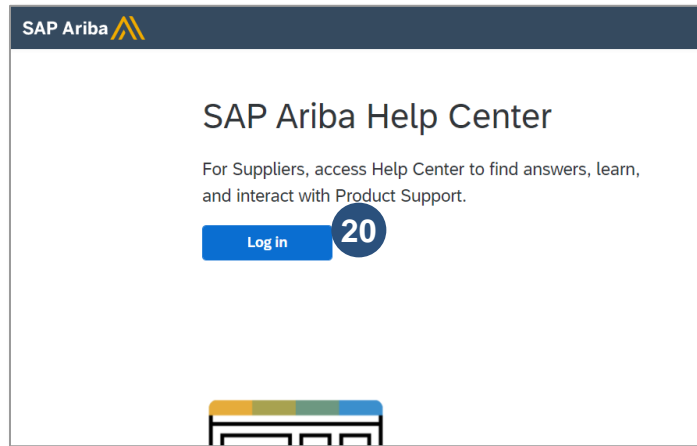 SAP Ariba
SAP Ariba Help Center
For Suppliers, access Help Center to find answers, learn,
and interact with Product Support.
Log in
20